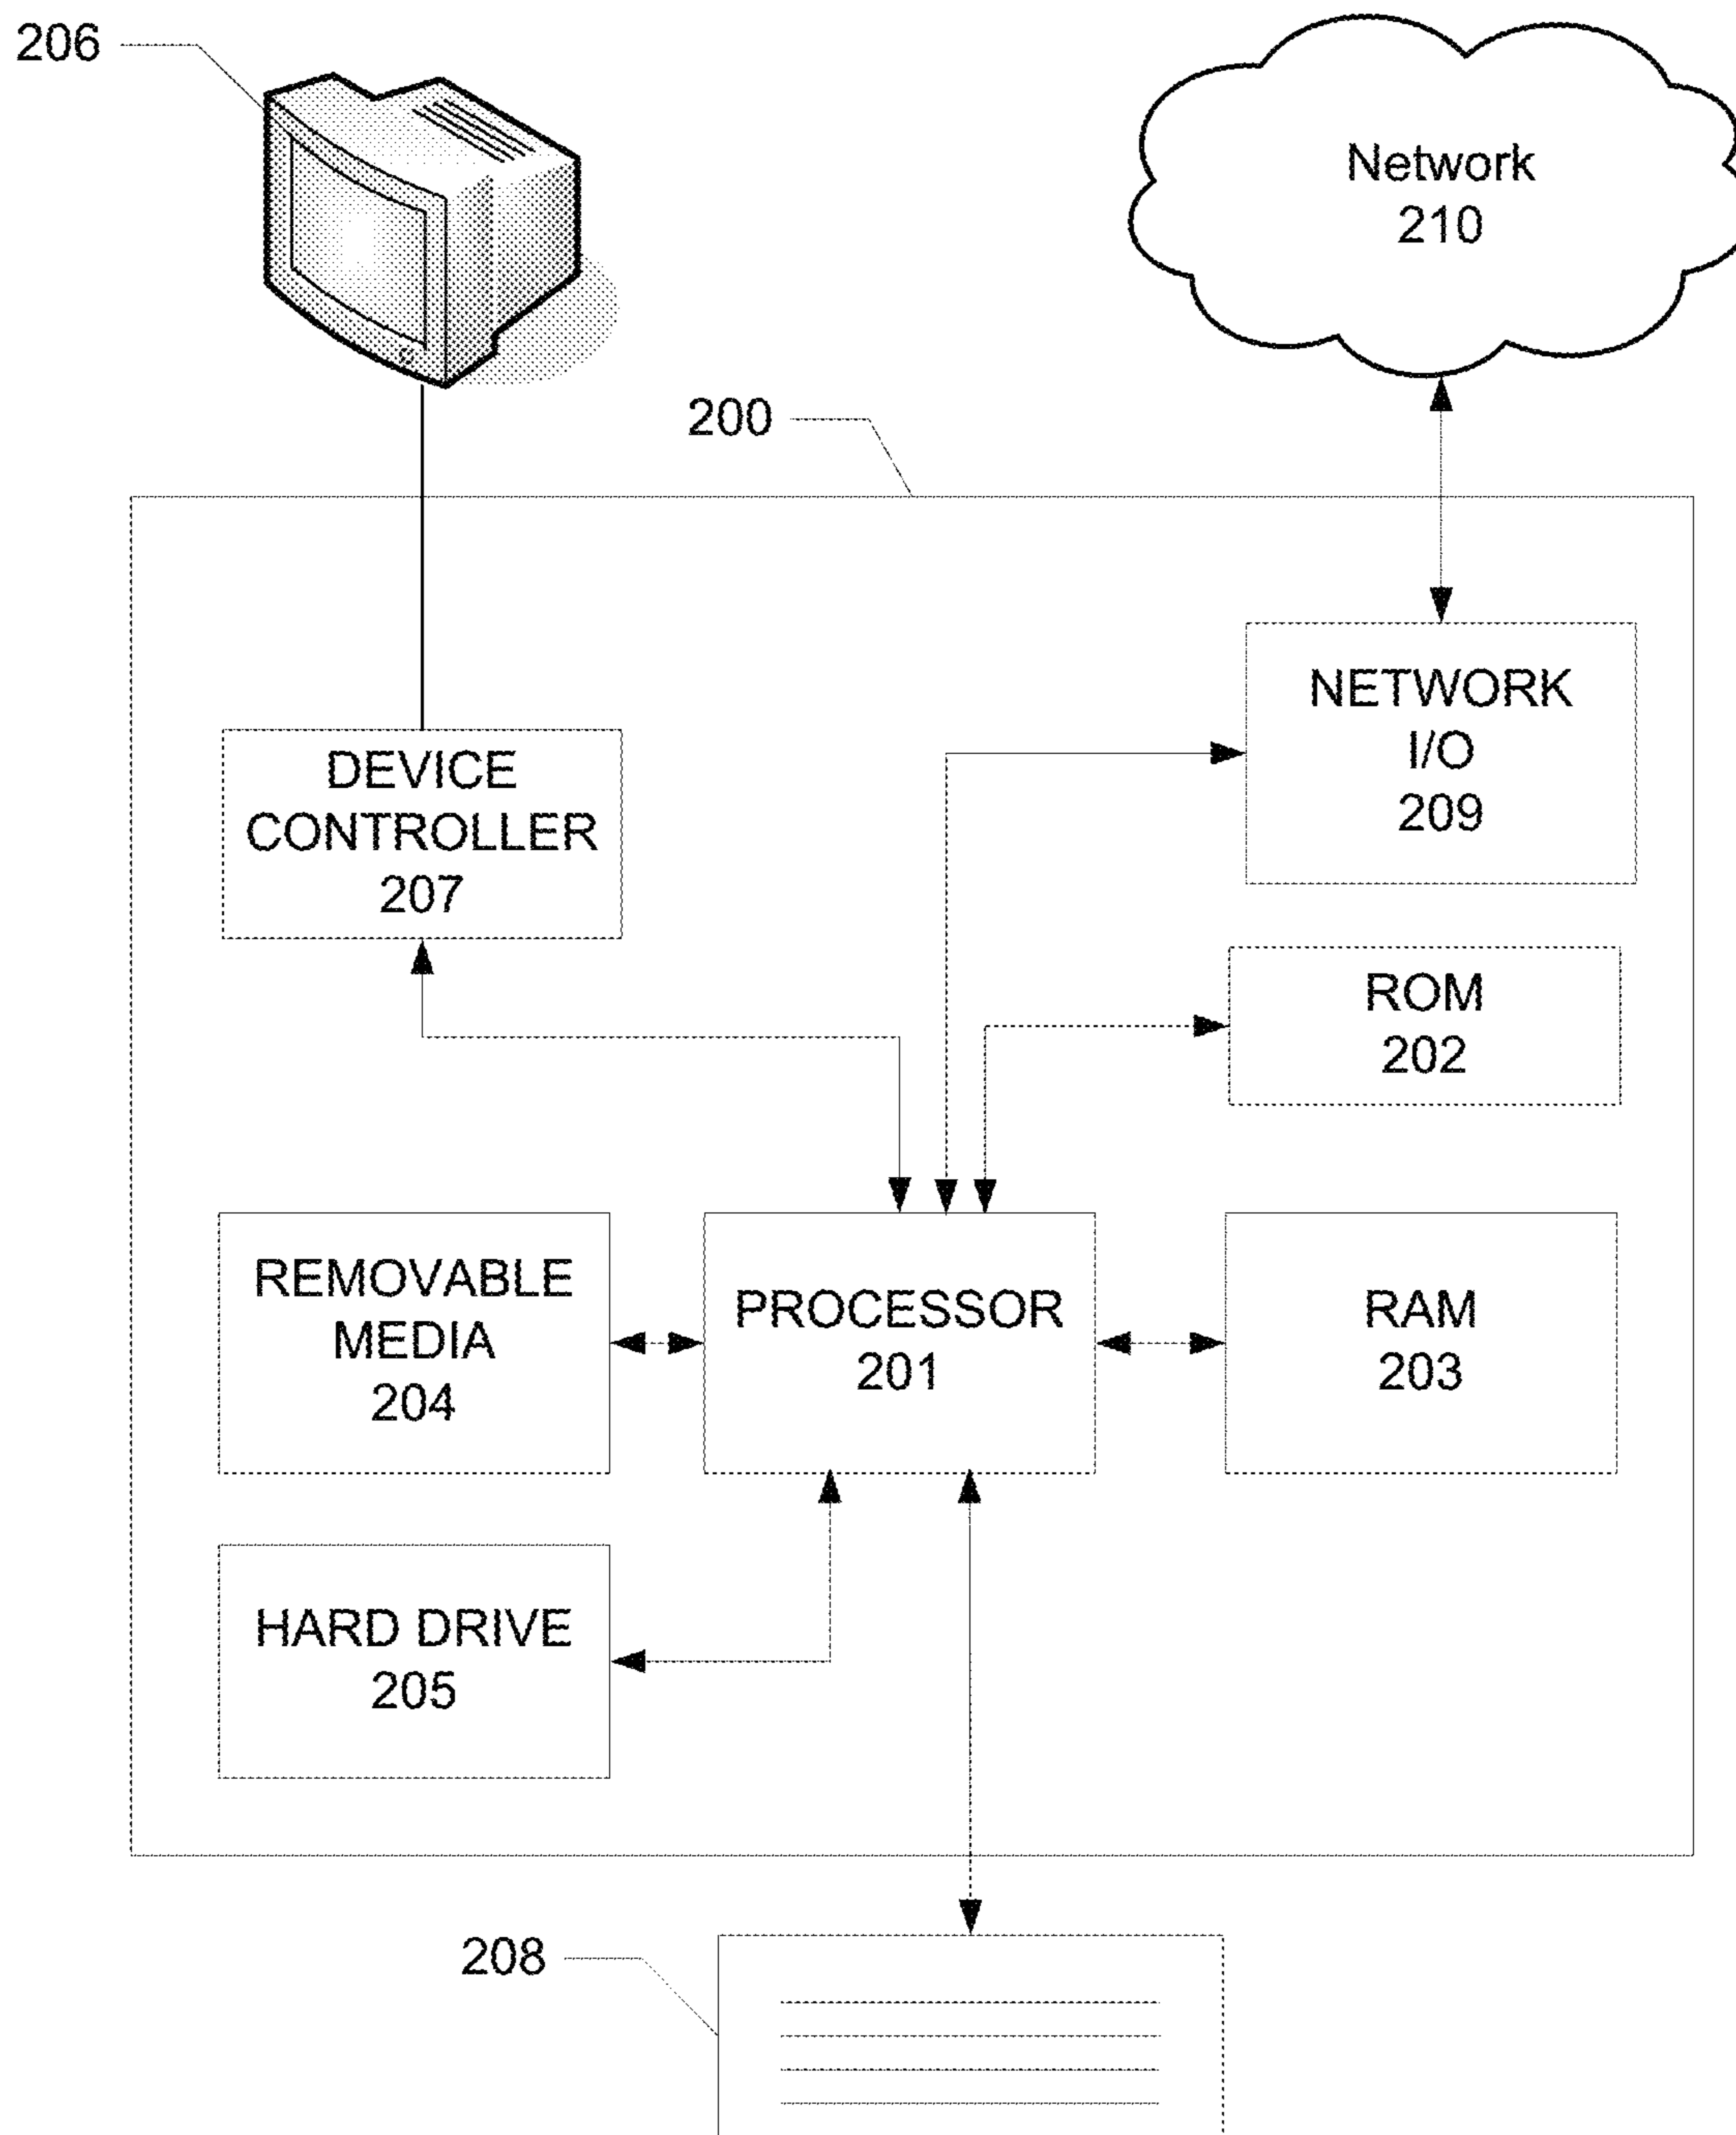 206
Network
210
200
NETWORK
I/O
209
DEVICE
CONTROLLER
207
ROM
202
REMOVABLE
MEDIA
204
PROCESSOR
201
RAM
203
HARD DRIVE
205
208